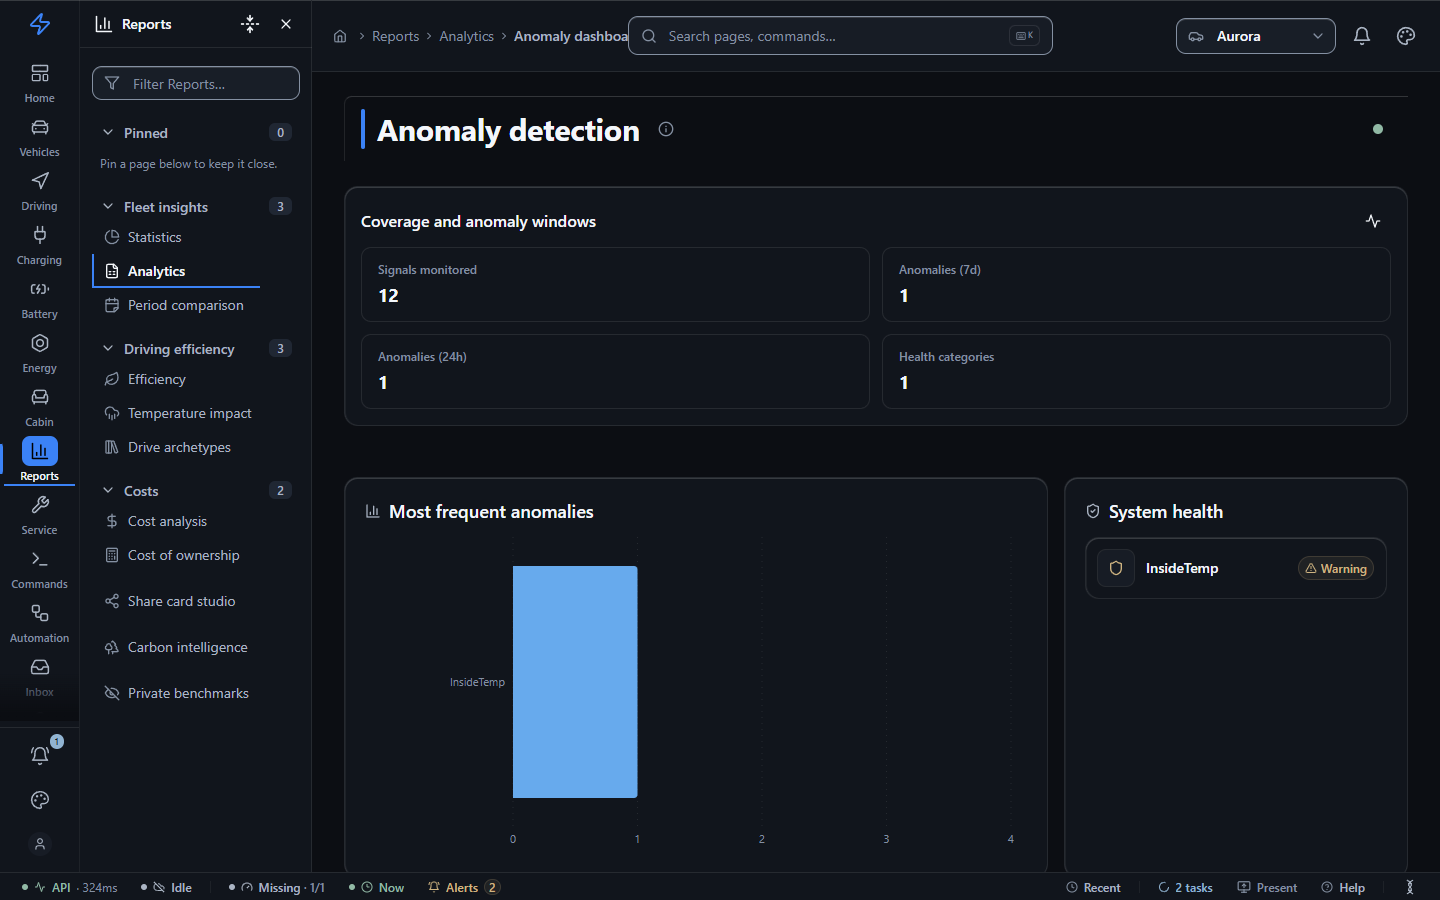 Reports
Home
Vehicles
Driving
Charging
Battery
Energy
Cabin
Reports
Service
Commands
Automation
Inbox
1
Filter Reports...
Pinned 0
Pin a page below to keep it close.
Fleet insights 3
Statistics
Analytics
Period comparison
Driving efficiency 3
Efficiency
Temperature impact
Drive archetypes
Costs 2
Cost analysis
Cost of ownership
Share card studio
Carbon intelligence
Private benchmarks
Reports > Analytics > Anomaly dashboa
Search pages, commands... K
Aurora
Anomaly detection
Coverage and anomaly windows
Signals monitored
12
Anomalies (7d)
1
Anomalies (24h)
1
Health categories
1
Most frequent anomalies
InsideTemp
0 1 2 3 4
System health
InsideTemp Warning
API · 324ms Idle Missing · 1/1 Now Alerts 2 Recent 2 tasks Present Help